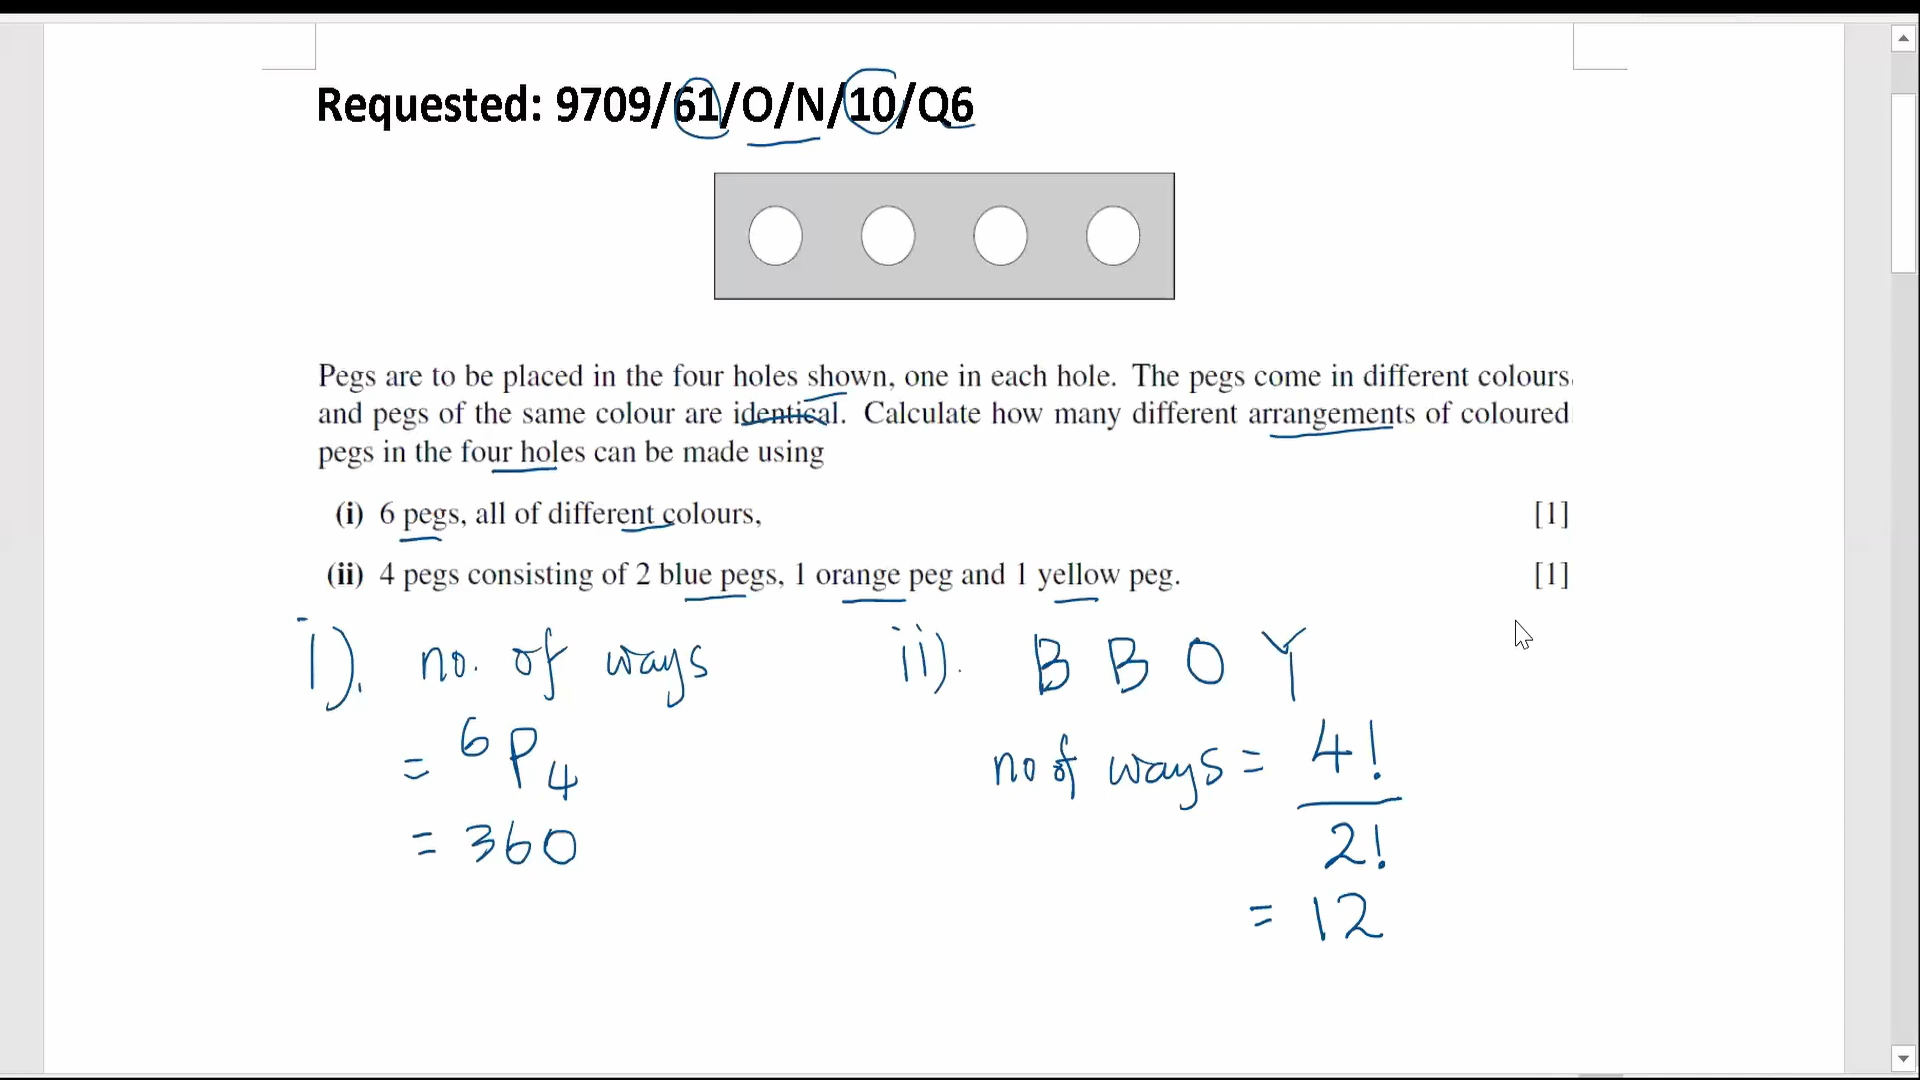 Requested: 9709/61/O/N/10/Q6
Pegs are to be placed in the four holes shown, one in each hole. The pegs come in different colours
and pegs of the same colour are identical. Calculate how many different arrangements of coloured
pegs in the four holes can be made using
(i) 6 pegs, all of different colours, [1]
(ii) 4 pegs consisting of 2 blue pegs, 1 orange peg and 1 yellow peg. [1]
i). no. of ways
= 6P4
= 360
ii). B B O Y
no of ways = 4!
2!
= 12